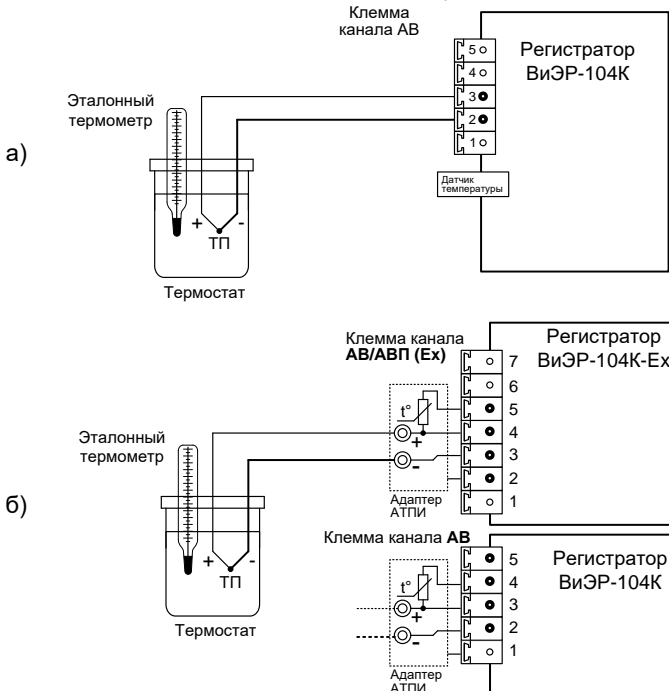 Клемма
канала АВ
Регистратор
ВиЭР-104К
5
4
3
2
1
Эталонный
термометр
а)
Датчик
температуры
+ -
ТП
Термостат
Клемма канала
АВ/АВП (Ex)
Регистратор
ВиЭР-104К-Ex
7
6
5
4
3
2
1
t°
+
-
Адаптер
АТПИ
Эталонный
термометр
б)
+ -
ТП
Термостат
Клемма канала АВ
Регистратор
ВиЭР-104К
5
4
3
2
1
t°
+
-
Адаптер
АТПИ